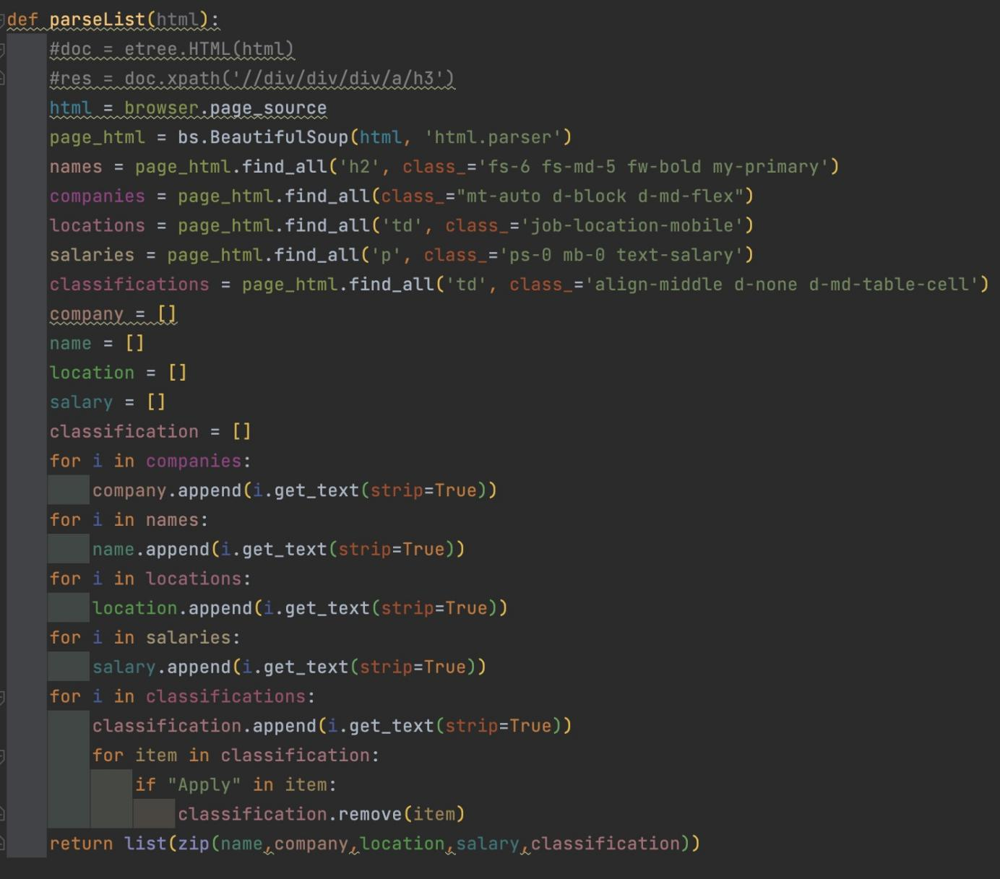 def parseList(html):
    #doc = etree.HTML(html)
    #res = doc.xpath('//div/div/div/a/h3')
    html = browser.page_source
    page_html = bs.BeautifulSoup(html, 'html.parser')
    names = page_html.find_all('h2', class_='fs-6 fs-md-5 fw-bold my-primary')
    companies = page_html.find_all(class_="mt-auto d-block d-md-flex")
    locations = page_html.find_all('td', class_='job-location-mobile')
    salaries = page_html.find_all('p', class_='ps-0 mb-0 text-salary')
    classifications = page_html.find_all('td', class_='align-middle d-none d-md-table-cell')
    company = []
    name = []
    location = []
    salary = []
    classification = []
    for i in companies:
        company.append(i.get_text(strip=True))
    for i in names:
        name.append(i.get_text(strip=True))
    for i in locations:
        location.append(i.get_text(strip=True))
    for i in salaries:
        salary.append(i.get_text(strip=True))
    for i in classifications:
        classification.append(i.get_text(strip=True))
        for item in classification:
            if "Apply" in item:
                classification.remove(item)
    return list(zip(name,company,location,salary,classification))